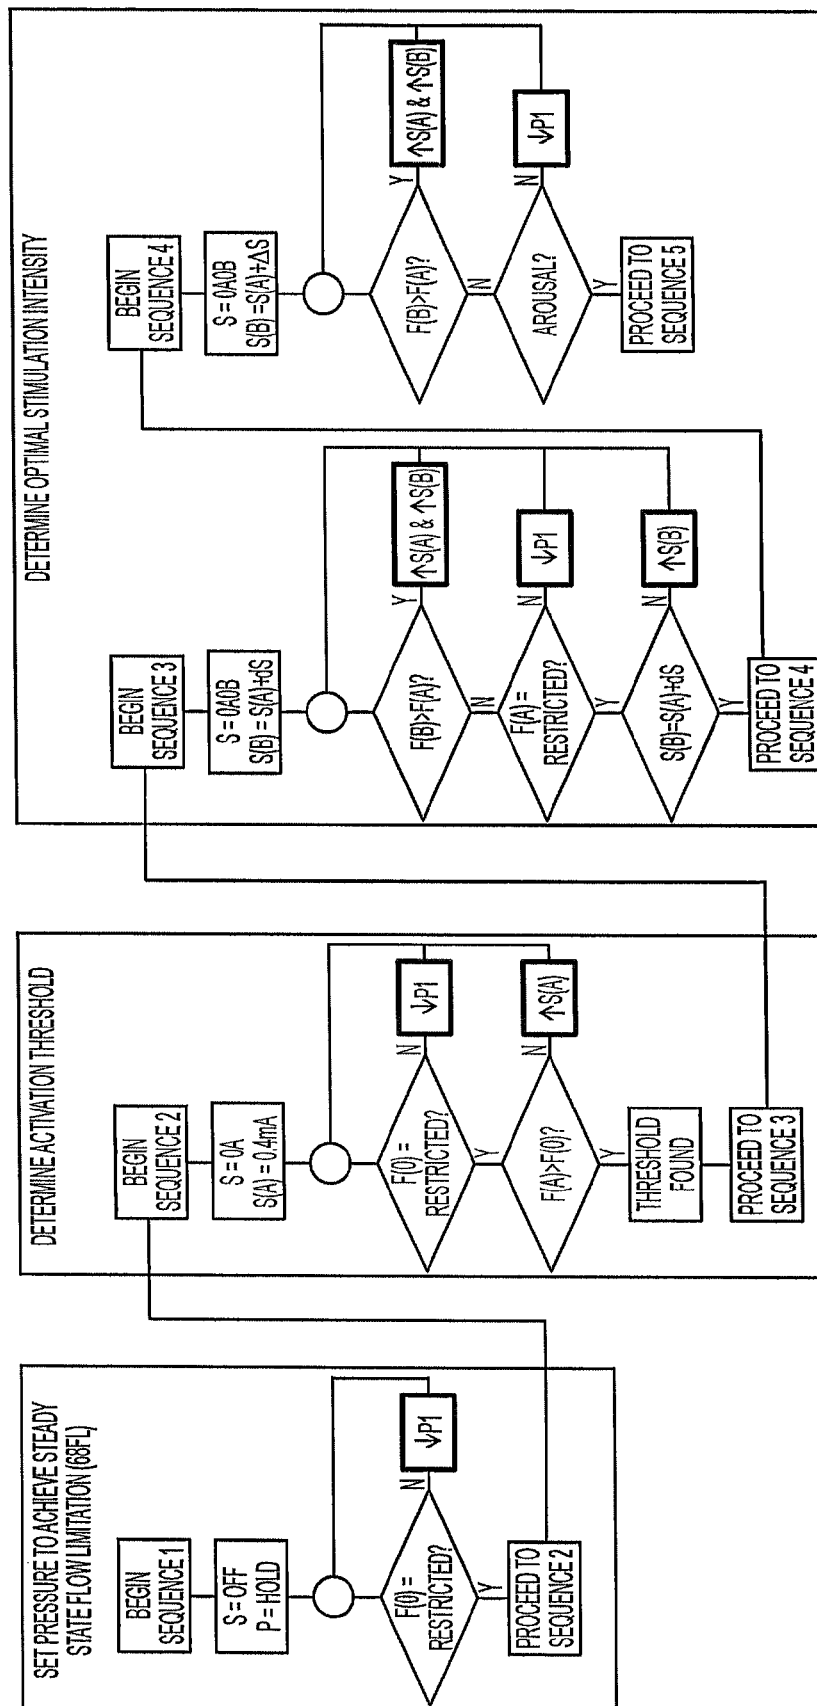 SET PRESSURE TO ACHIEVE STEADY
STATE FLOW LIMITATION (68FL)
BEGIN
SEQUENCE 1
S = OFF
P = HOLD
F(0) =
RESTRICTED?
N
↓P1
Y
PROCEED TO
SEQUENCE 2
DETERMINE ACTIVATION THRESHOLD
BEGIN
SEQUENCE 2
S = 0A
S(A) = 0.4mA
F(0) =
RESTRICTED?
N
↓P1
Y
F(A)>F(0)?
N
↑S(A)
Y
THRESHOLD
FOUND
PROCEED TO
SEQUENCE 3
DETERMINE OPTIMAL STIMULATION INTENSITY
BEGIN
SEQUENCE 3
S = 0A0B
S(B) = S(A)+dS
F(B)>F(A)?
Y
↑S(A) & ↑S(B)
N
F(A) =
RESTRICTED?
N
↓P1
Y
S(B)=S(A)+dS
N
↑S(B)
Y
PROCEED TO
SEQUENCE 4
BEGIN
SEQUENCE 4
S = 0A0B
S(B) =S(A)+ΔS
F(B)>F(A)?
Y
↑S(A) & ↑S(B)
N
AROUSAL?
N
↓P1
Y
PROCEED TO
SEQUENCE 5